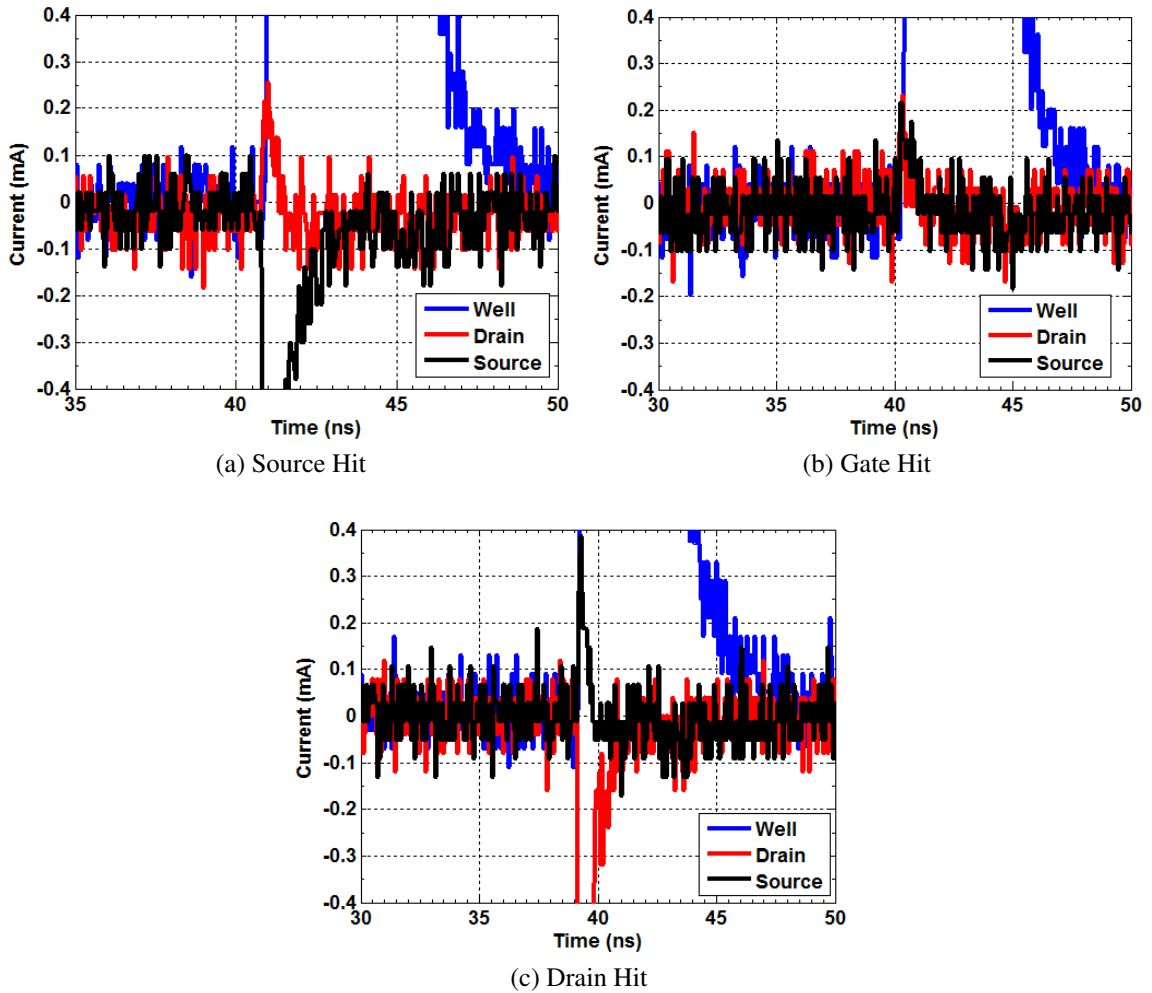 0.4
0.3
0.2
0.1
0
-0.1
-0.2
-0.3
-0.4
Current (mA)
35 40 45 50
Time (ns)
Well
Drain
Source
(a) Source Hit
0.4
0.3
0.2
0.1
0
-0.1
-0.2
-0.3
-0.4
Current (mA)
30 35 40 45 50
Time (ns)
Well
Drain
Source
(b) Gate Hit
0.4
0.3
0.2
0.1
0
-0.1
-0.2
-0.3
-0.4
Current (mA)
30 35 40 45 50
Time (ns)
Well
Drain
Source
(c) Drain Hit